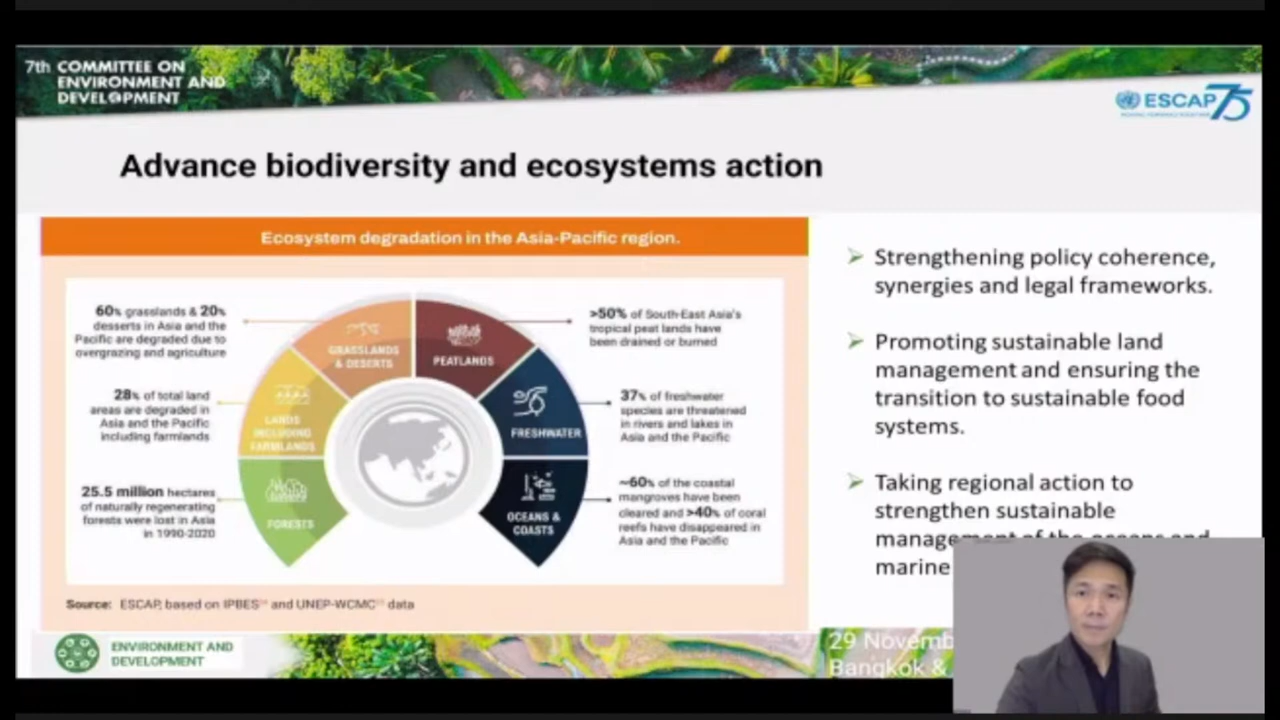 7th COMMITTEE ON
ENVIRONMENT AND
DEVELOPMENT
ESCAP 75
Advance biodiversity and ecosystems action
Ecosystem degradation in the Asia-Pacific region.
60% grasslands & 20%
desserts in Asia and the
Pacific are degraded due to
overgrazing and agriculture
28% of total land
areas are degraded in
Asia and the Pacific
including farmlands
25.5 million hectares
of naturally regenerating
forests were lost in Asia
in 1990-2020
GRASSLANDS
& DESERTS
PEATLANDS
LANDS
INCLUDING
FARMLANDS
FRESHWATER
FORESTS
OCEANS &
COASTS
>50% of South-East Asia's
tropical peat lands have
been drained or burned
37% of freshwater
species are threatened
in rivers and lakes in
Asia and the Pacific
~60% of the coastal
mangroves have been
cleared and >40% of coral
reefs have disappeared in
Asia and the Pacific
Source: ESCAP, based on IPBES and UNEP-WCMC data
Strengthening policy coherence,
synergies and legal frameworks.
Promoting sustainable land
management and ensuring the
transition to sustainable food
systems.
Taking regional action to
strengthen sustainable
management of the oceans and
marine
ENVIRONMENT AND
DEVELOPMENT
29 Novemb
Bangkok &